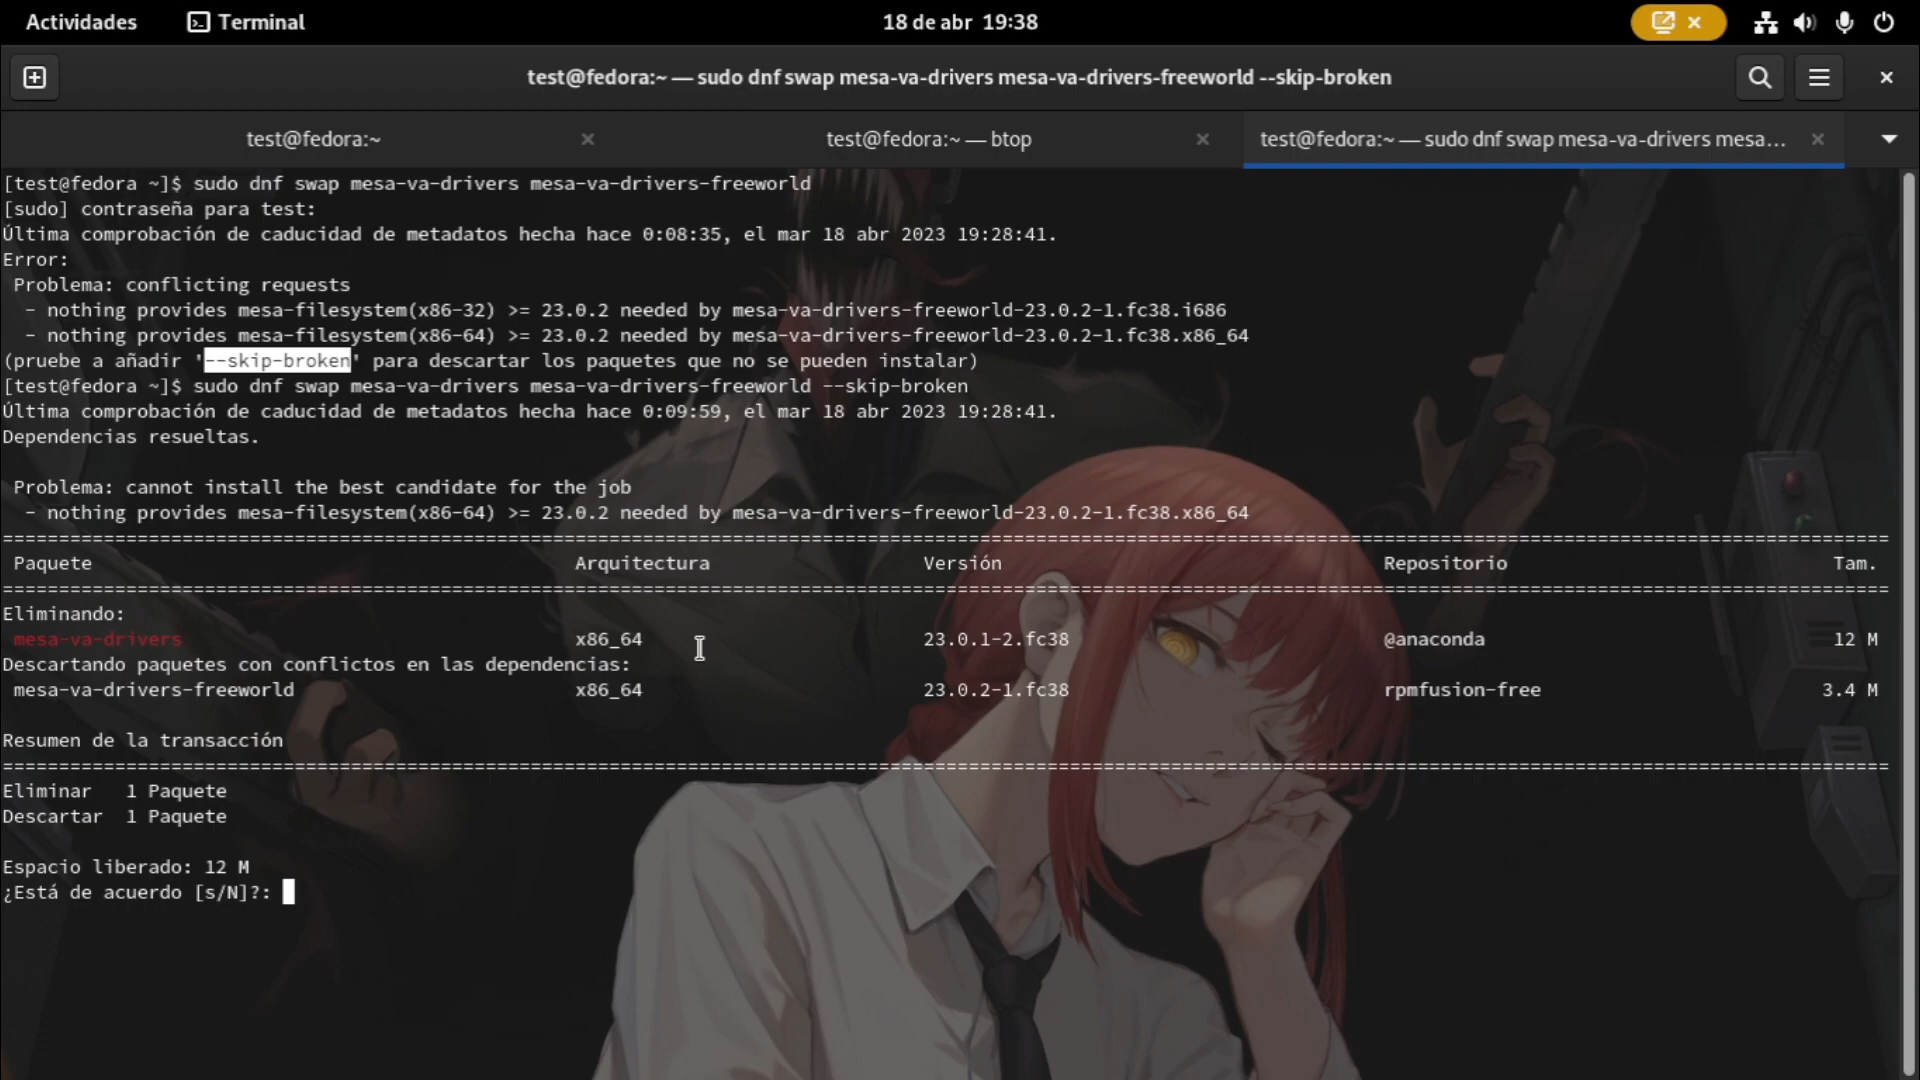 Actividades Terminal 18 de abr 19:38
test@fedora:~ — sudo dnf swap mesa-va-drivers mesa-va-drivers-freeworld --skip-broken
test@fedora:~ test@fedora:~ — btop test@fedora:~ — sudo dnf swap mesa-va-drivers mesa...
[test@fedora ~]$ sudo dnf swap mesa-va-drivers mesa-va-drivers-freeworld
[sudo] contraseña para test:
Última comprobación de caducidad de metadatos hecha hace 0:08:35, el mar 18 abr 2023 19:28:41.
Error:
Problema: conflicting requests
- nothing provides mesa-filesystem(x86-32) >= 23.0.2 needed by mesa-va-drivers-freeworld-23.0.2-1.fc38.i686
- nothing provides mesa-filesystem(x86-64) >= 23.0.2 needed by mesa-va-drivers-freeworld-23.0.2-1.fc38.x86_64
(pruebe a añadir '--skip-broken' para descartar los paquetes que no se pueden instalar)
[test@fedora ~]$ sudo dnf swap mesa-va-drivers mesa-va-drivers-freeworld --skip-broken
Última comprobación de caducidad de metadatos hecha hace 0:09:59, el mar 18 abr 2023 19:28:41.
Dependencias resueltas.
Problema: cannot install the best candidate for the job
- nothing provides mesa-filesystem(x86-64) >= 23.0.2 needed by mesa-va-drivers-freeworld-23.0.2-1.fc38.x86_64
Paquete Arquitectura Versión Repositorio Tam.
Eliminando:
mesa-va-drivers x86_64 23.0.1-2.fc38 @anaconda 12 M
Descartando paquetes con conflictos en las dependencias:
mesa-va-drivers-freeworld x86_64 23.0.2-1.fc38 rpmfusion-free 3.4 M
Resumen de la transacción
Eliminar 1 Paquete
Descartar 1 Paquete
Espacio liberado: 12 M
¿Está de acuerdo [s/N]?: